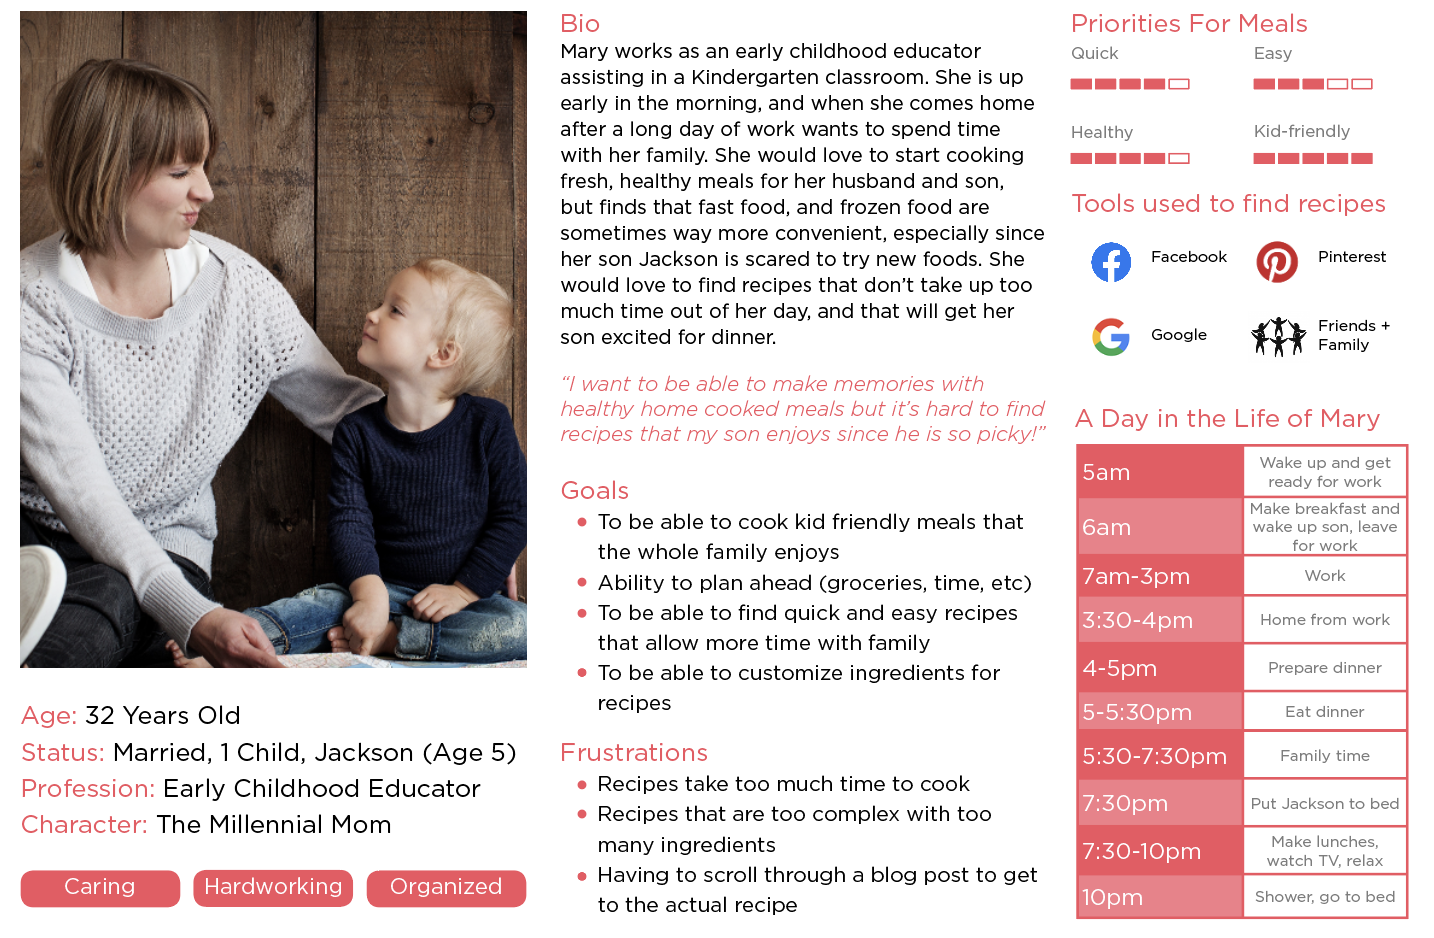 Bio
Mary works as an early childhood educator
assisting in a Kindergarten classroom. She is up
early in the morning, and when she comes home
after a long day of work wants to spend time
with her family. She would love to start cooking
fresh, healthy meals for her husband and son,
but finds that fast food, and frozen food are
sometimes way more convenient, especially since
her son Jackson is scared to try new foods. She
would love to find recipes that don’t take up too
much time out of her day, and that will get her
son excited for dinner.
“I want to be able to make memories with
healthy home cooked meals but it’s hard to find
recipes that my son enjoys since he is so picky!”
Goals
• To be able to cook kid friendly meals that
the whole family enjoys
• Ability to plan ahead (groceries, time, etc)
• To be able to find quick and easy recipes
that allow more time with family
• To be able to customize ingredients for
recipes
Frustrations
• Recipes take too much time to cook
• Recipes that are too complex with too
many ingredients
• Having to scroll through a blog post to get
to the actual recipe
Age: 32 Years Old
Status: Married, 1 Child, Jackson (Age 5)
Profession: Early Childhood Educator
Character: The Millennial Mom
Caring
Hardworking
Organized
Priorities For Meals
Quick
Easy
Healthy
Kid-friendly
Tools used to find recipes
Facebook
Pinterest
Google
Friends +
Family
A Day in the Life of Mary
5am
Wake up and get
ready for work
6am
Make breakfast and
wake up son, leave
for work
7am-3pm
Work
3:30-4pm
Home from work
4-5pm
Prepare dinner
5-5:30pm
Eat dinner
5:30-7:30pm
Family time
7:30pm
Put Jackson to bed
7:30-10pm
Make lunches,
watch TV, relax
10pm
Shower, go to bed